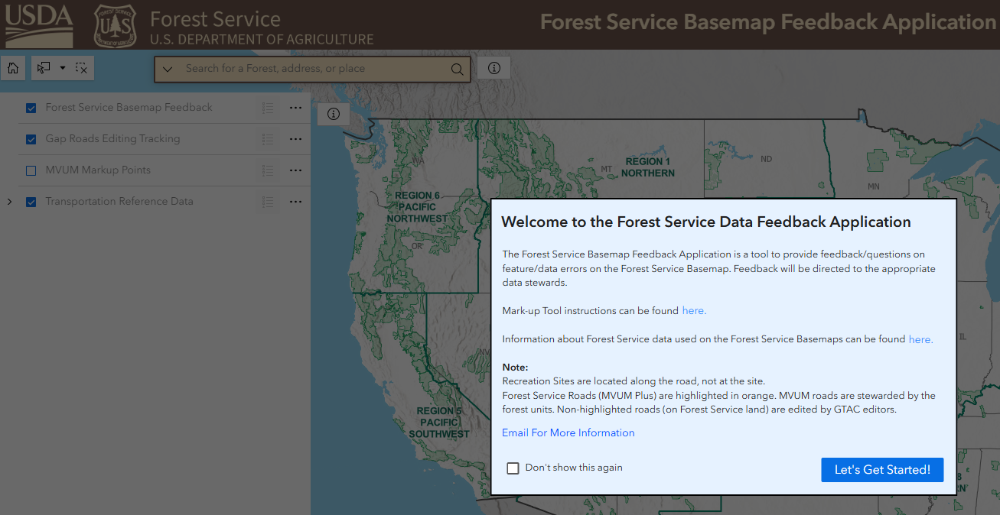 USDA
FOREST SERVICE
U S
DEPARTMENT OF AGRICULTURE
Forest Service
U.S. DEPARTMENT OF AGRICULTURE
Forest Service Basemap Feedback Application
Search for a Forest, address, or place
Forest Service Basemap Feedback
Gap Roads Editing Tracking
MVUM Markup Points
Transportation Reference Data
WA
MT
REGION 1
NORTHERN
ND
MN
REGION 6
PACIFIC
NORTHWEST
OR
NV
IL
REGION 5
PACIFIC
SOUTHWEST
Welcome to the Forest Service Data Feedback Application
The Forest Service Basemap Feedback Application is a tool to provide feedback/questions on
feature/data errors on the Forest Service Basemap. Feedback will be directed to the appropriate
data stewards.
Mark-up Tool instructions can be found here.
Information about Forest Service data used on the Forest Service Basemaps can be found here.
Note:
Recreation Sites are located along the road, not at the site.
Forest Service Roads (MVUM Plus) are highlighted in orange. MVUM roads are stewarded by the
forest units. Non-highlighted roads (on Forest Service land) are edited by GTAC editors.
Email For More Information
Don't show this again
Let's Get Started!